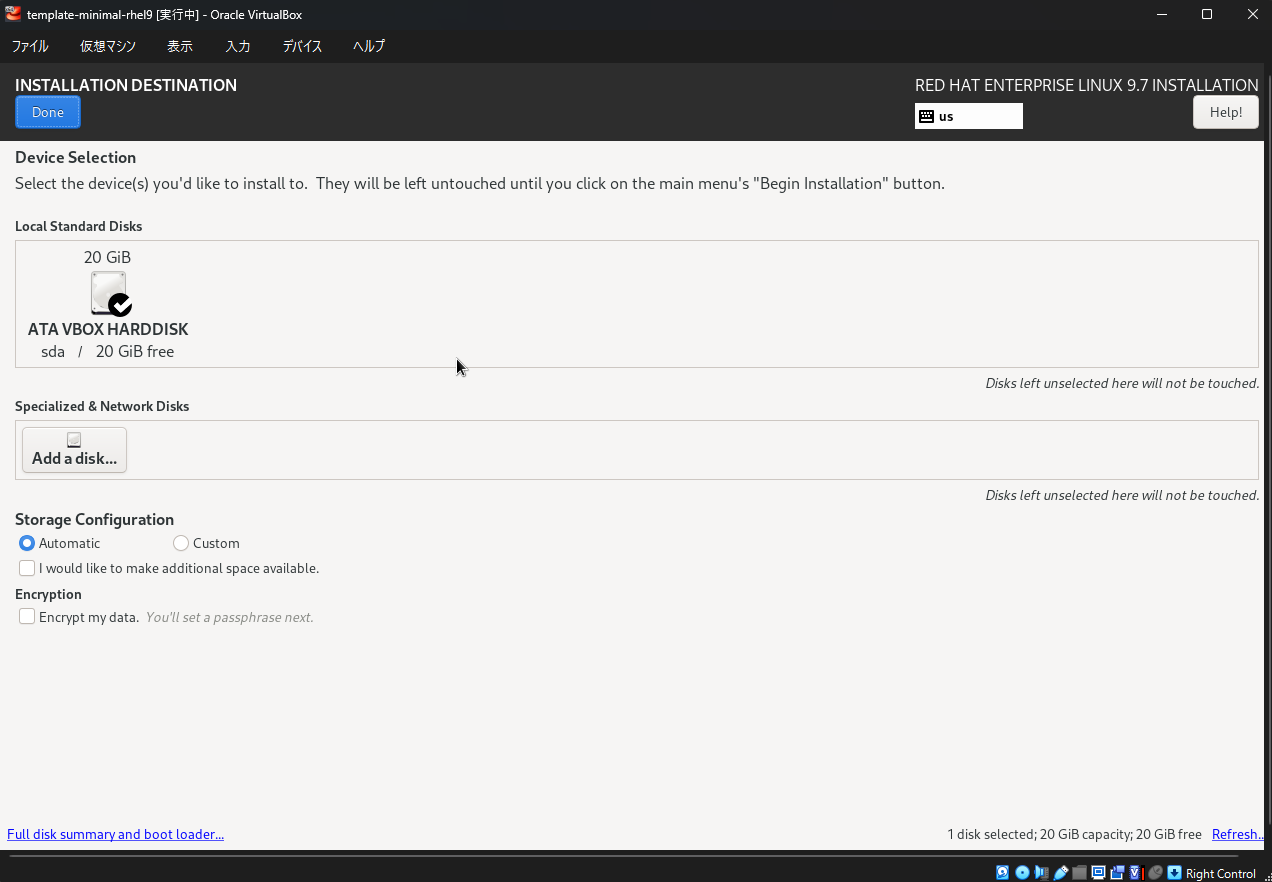 template-minimal-rhel9 [実行中] - Oracle VirtualBox
ファイル 仮想マシン 表示 入力 デバイス ヘルプ
INSTALLATION DESTINATION
RED HAT ENTERPRISE LINUX 9.7 INSTALLATION
Done
us
Help!
Device Selection
Select the device(s) you'd like to install to.  They will be left untouched until you click on the main menu's "Begin Installation" button.
Local Standard Disks
20 GiB
ATA VBOX HARDDISK
sda / 20 GiB free
Disks left unselected here will not be touched.
Specialized & Network Disks
Add a disk...
Disks left unselected here will not be touched.
Storage Configuration
Automatic Custom
I would like to make additional space available.
Encryption
Encrypt my data. You'll set a passphrase next.
Full disk summary and boot loader...
1 disk selected; 20 GiB capacity; 20 GiB free Refresh..
Right Control